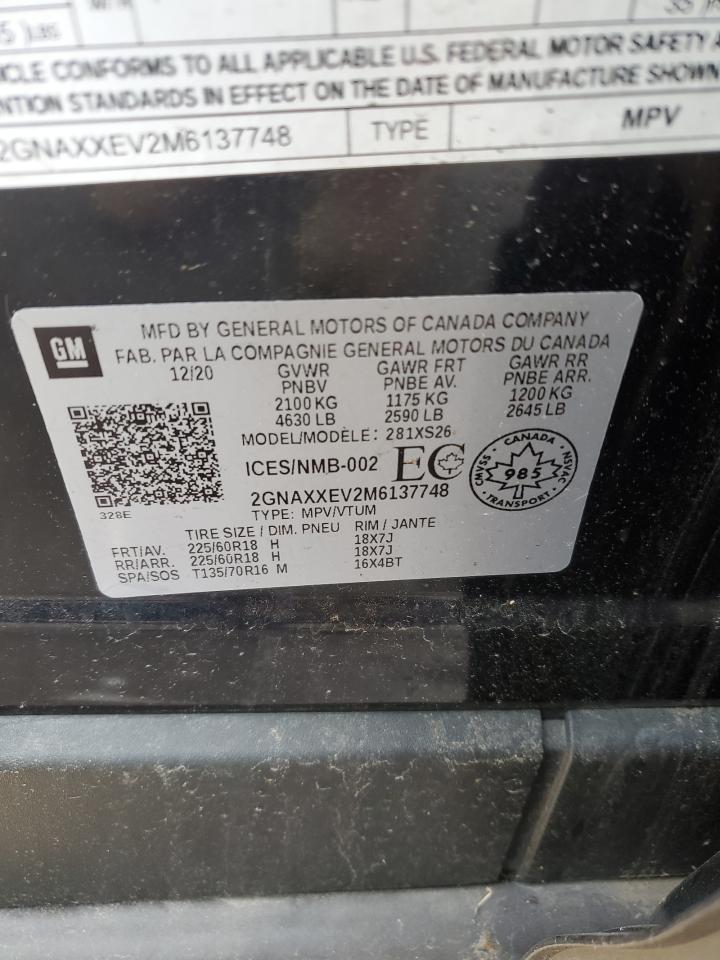 CLE CONFORMS TO ALL APPLICABLE U.S. FEDERAL MOTOR SAFETY
NTION STANDARDS IN EFFECT ON THE DATE OF MANUFACTURE SHOWN
2GNAXXEV2M6137748 TYPE MPV
GM
MFD BY GENERAL MOTORS OF CANADA COMPANY
FAB. PAR LA COMPAGNIE GENERAL MOTORS DU CANADA
12/20 GVWR GAWR FRT GAWR RR
PNBV PNBE AV. PNBE ARR.
2100 KG 1175 KG 1200 KG
4630 LB 2590 LB 2645 LB
MODEL/MODÈLE: 281XS26
ICES/NMB-002 EC
CANADA
CMVSS 985 NSVAC
TRANSPORT
2GNAXXEV2M6137748
328E
TYPE: MPV/VTUM
TIRE SIZE / DIM. PNEU RIM / JANTE
FRT/AV. 225/60R18 H 18X7J
RR/ARR. 225/60R18 H 18X7J
SPA/SOS T135/70R16 M 16X4BT